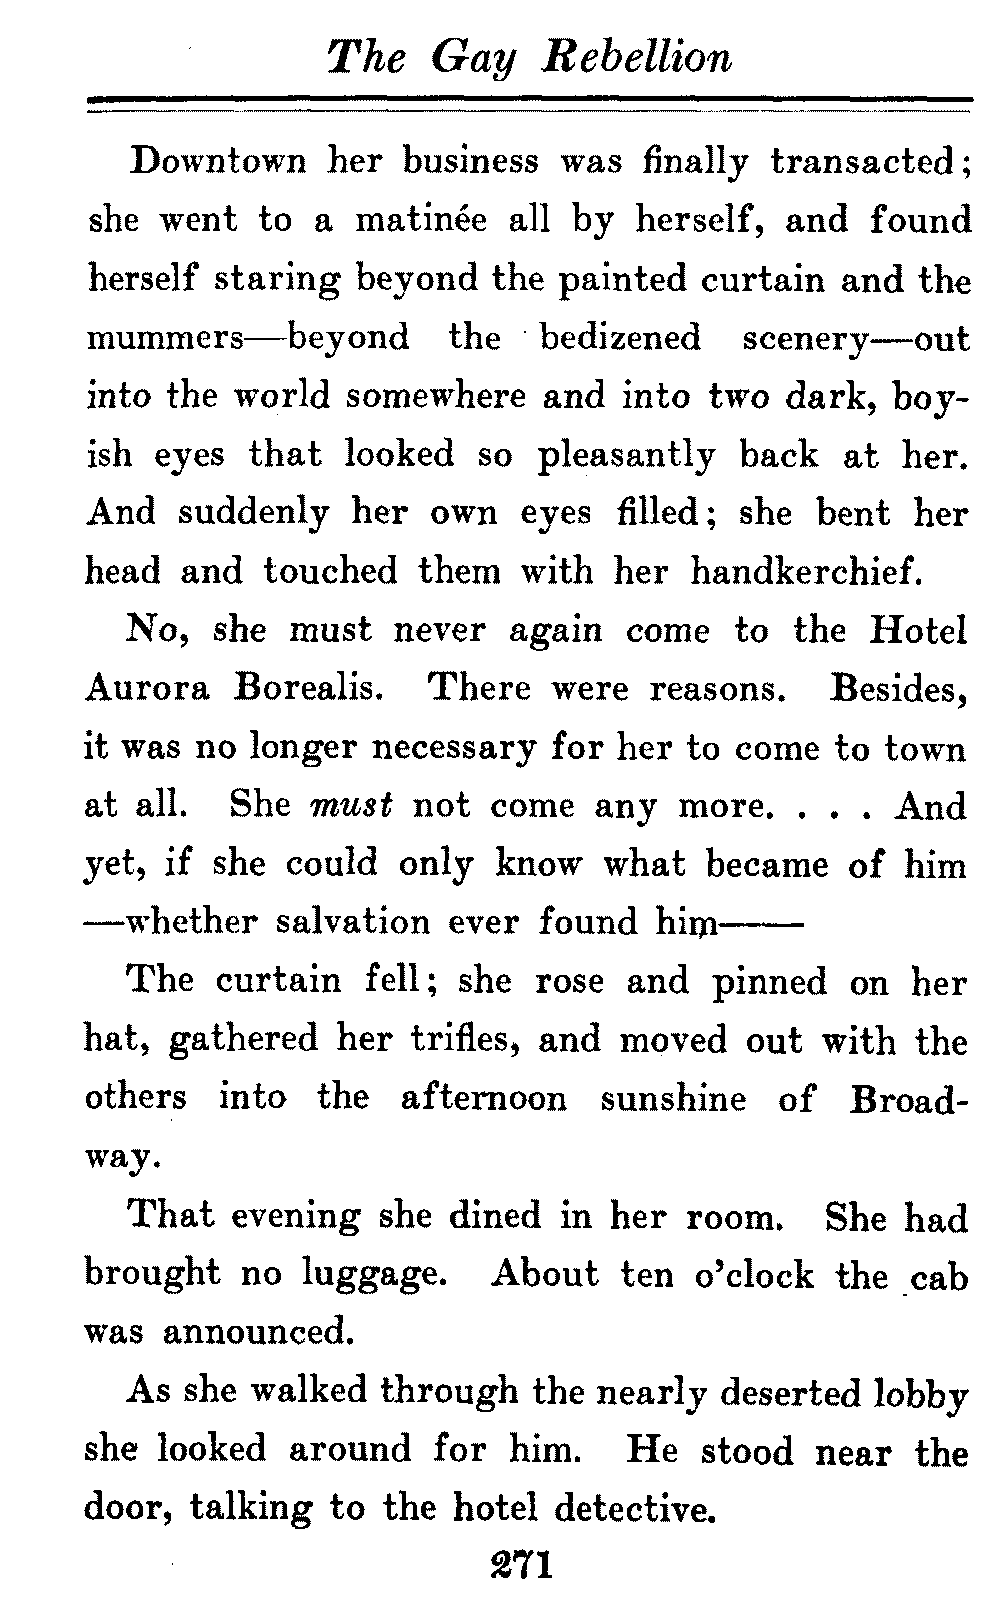 The Gay Rebellion
Downtown her business was finally transacted;
she went to a matinée all by herself, and found
herself staring beyond the painted curtain and the
mummers—beyond the bedizened scenery—out
into the world somewhere and into two dark, boy-
ish eyes that looked so pleasantly back at her.
And suddenly her own eyes filled; she bent her
head and touched them with her handkerchief.
No, she must never again come to the Hotel
Aurora Borealis. There were reasons. Besides,
it was no longer necessary for her to come to town
at all. She must not come any more. . . . And
yet, if she could only know what became of him
—whether salvation ever found him——
The curtain fell; she rose and pinned on her
hat, gathered her trifles, and moved out with the
others into the afternoon sunshine of Broad-
way.
That evening she dined in her room. She had
brought no luggage. About ten o'clock the cab
was announced.
As she walked through the nearly deserted lobby
she looked around for him. He stood near the
door, talking to the hotel detective.
271